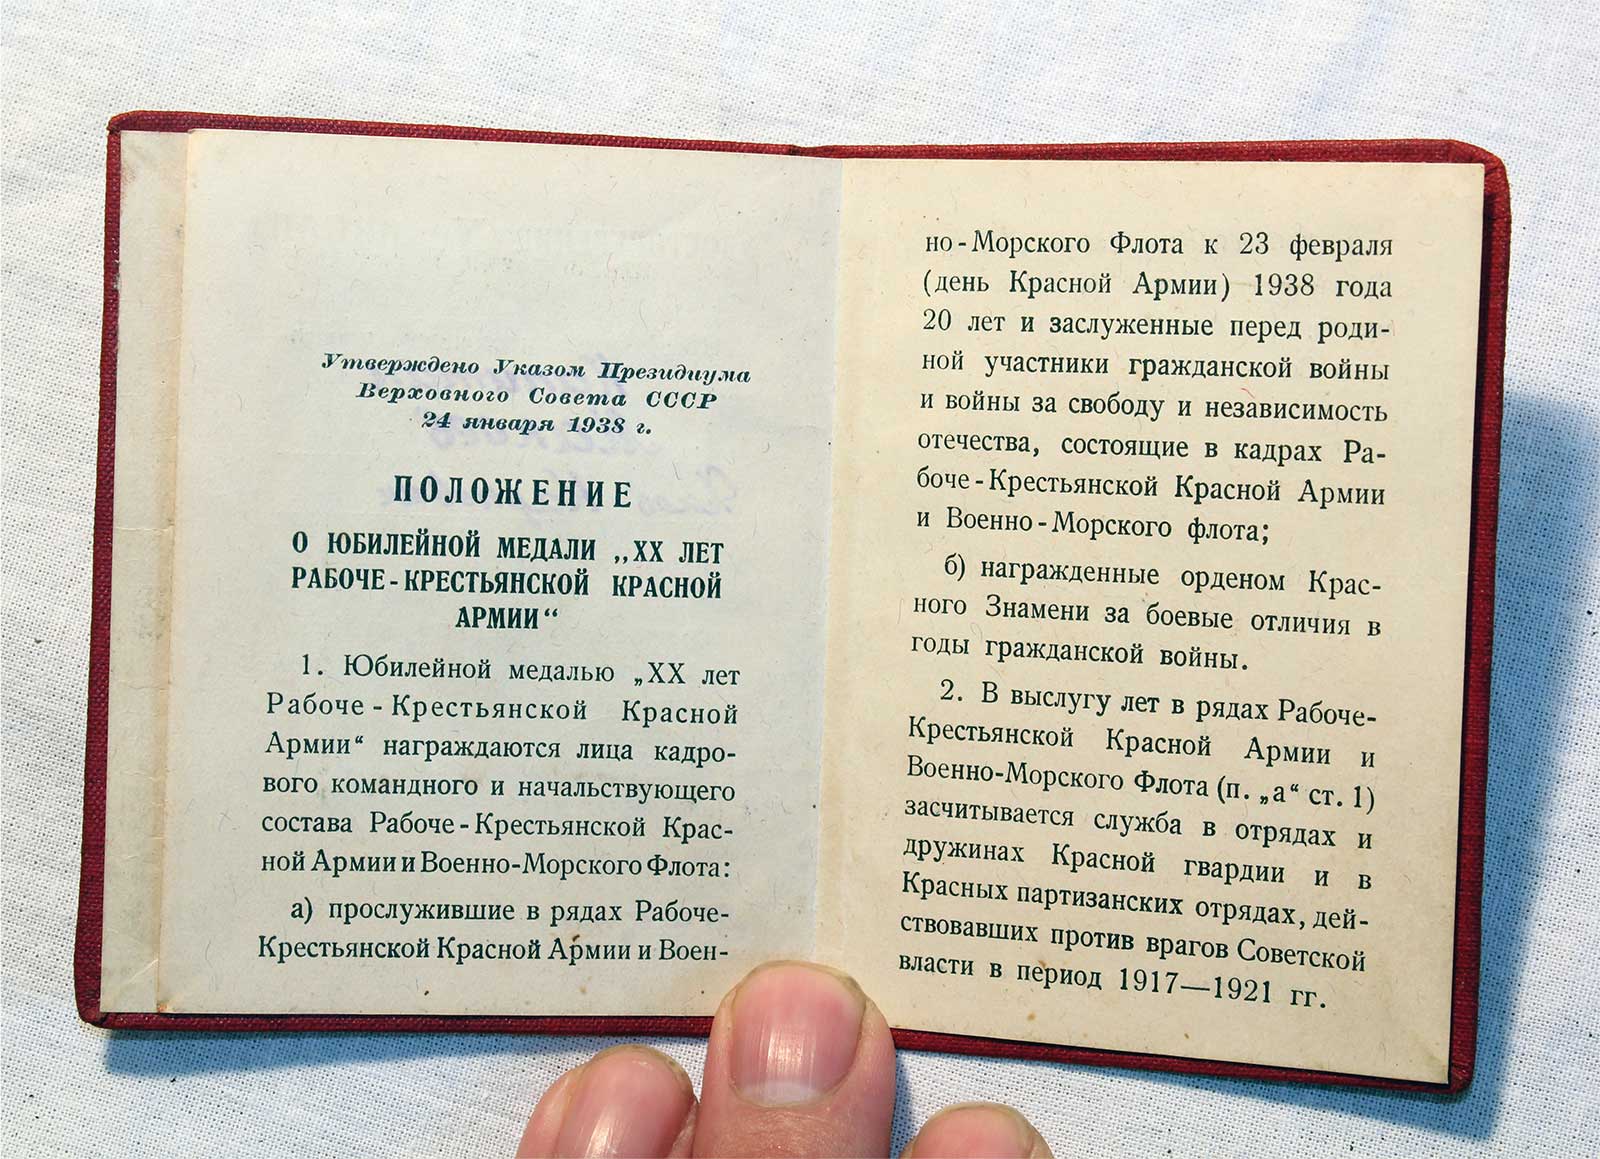 Утверждено Указом Президиума
Верховного Совета СССР
24 января 1938 г.
ПОЛОЖЕНИЕ
О ЮБИЛЕЙНОЙ МЕДАЛИ „XX ЛЕТ
РАБОЧЕ-КРЕСТЬЯНСКОЙ КРАСНОЙ
АРМИИ“
1. Юбилейной медалью „XX лет
Рабоче-Крестьянской Красной
Армии“ награждаются лица кадро-
вого командного и начальствующего
состава Рабоче-Крестьянской Крас-
ной Армии и Военно-Морского Флота:
а) прослужившие в рядах Рабоче-
Крестьянской Красной Армии и Воен-
но-Морского Флота к 23 февраля
(день Красной Армии) 1938 года
20 лет и заслуженные перед роди-
ной участники гражданской войны
и войны за свободу и независимость
отечества, состоящие в кадрах Ра-
боче-Крестьянской Красной Армии
и Военно-Морского флота;
б) награжденные орденом Крас-
ного Знамени за боевые отличия в
годы гражданской войны.
2. В выслугу лет в рядах Рабоче-
Крестьянской Красной Армии и
Военно-Морского Флота (п. „а“ ст. 1)
засчитывается служба в отрядах и
дружинах Красной гвардии и в
Красных партизанских отрядах, дей-
ствовавших против врагов Советской
власти в период 1917—1921 гг.